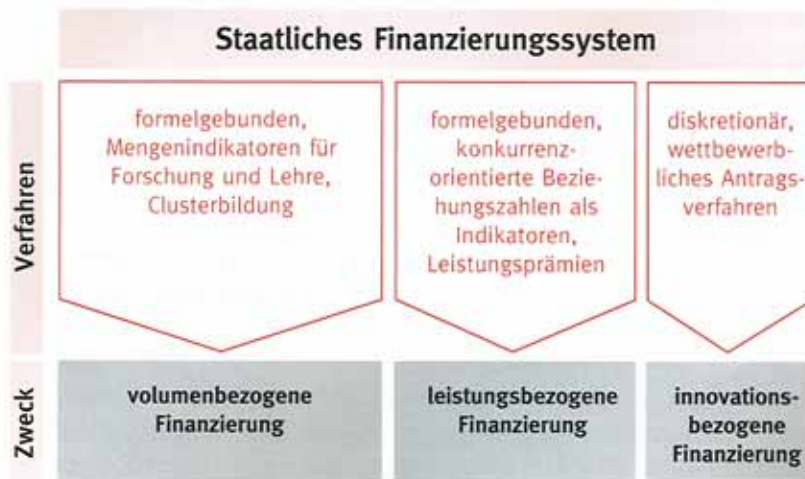 Staatliches Finanzierungssystem
Verfahren
formelgebunden,
Mengenindikatoren für
Forschung und Lehre,
Clusterbildung
formelgebunden,
konkurrenz-
orientierte Bezie-
hungszahlen als
Indikatoren,
Leistungsprämien
diskretionär,
wettbewerb-
liches Antrags-
verfahren
Zweck
volumenbezogene
Finanzierung
leistungsbezogene
Finanzierung
innovations-
bezogene
Finanzierung